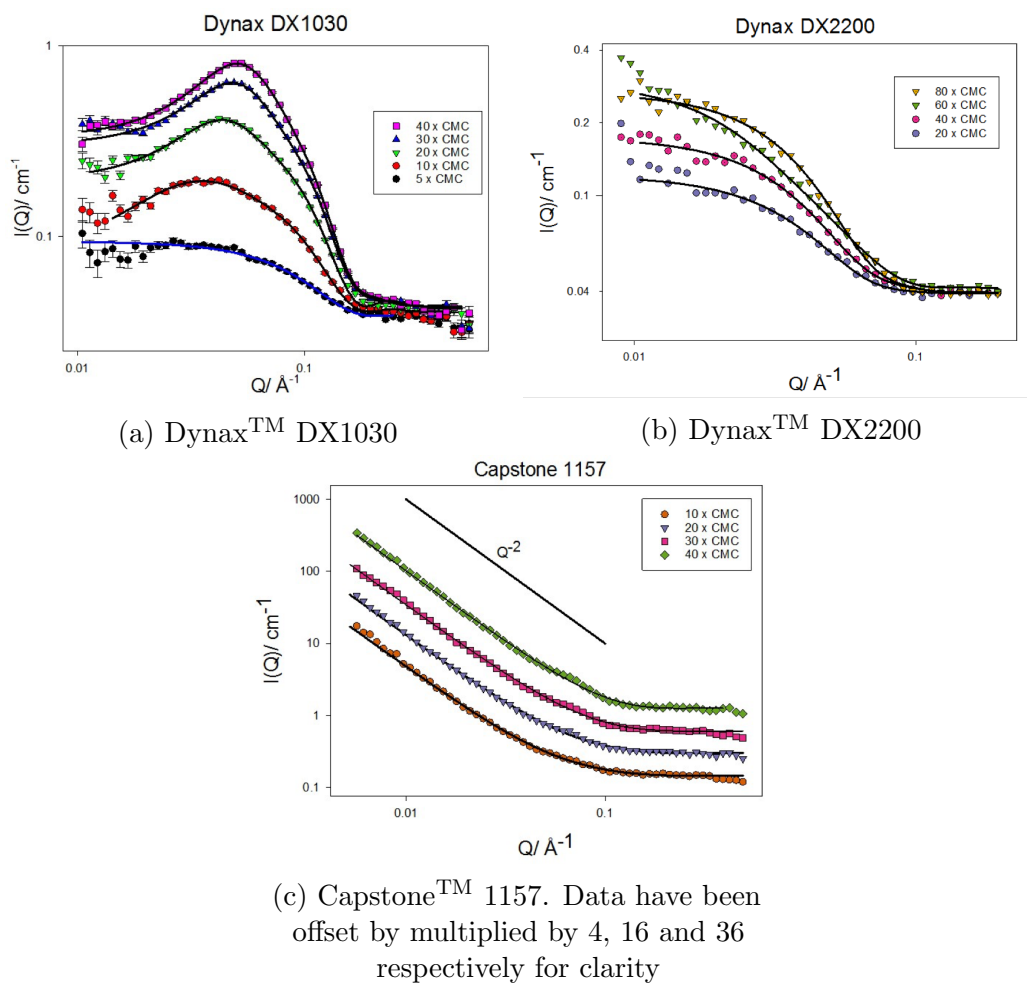 Dynax DX1030
1
0.1
I(Q)/ cm-1
40 x CMC
30 x CMC
20 x CMC
10 x CMC
5 x CMC
0.01
0.1
Q/ Å-1
(a) Dynax™ DX1030
Dynax DX2200
0.4
0.2
0.1
0.04
I(Q)/ cm-1
80 x CMC
60 x CMC
40 x CMC
20 x CMC
0.01
0.1
Q/ Å-1
(b) Dynax™ DX2200
Capstone 1157
1000
100
10
1
0.1
I(Q)/ cm-1
Q-2
10 x CMC
20 x CMC
30 x CMC
40 x CMC
0.01
0.1
Q/ Å-1
(c) Capstone™ 1157. Data have been
offset by multiplied by 4, 16 and 36
respectively for clarity